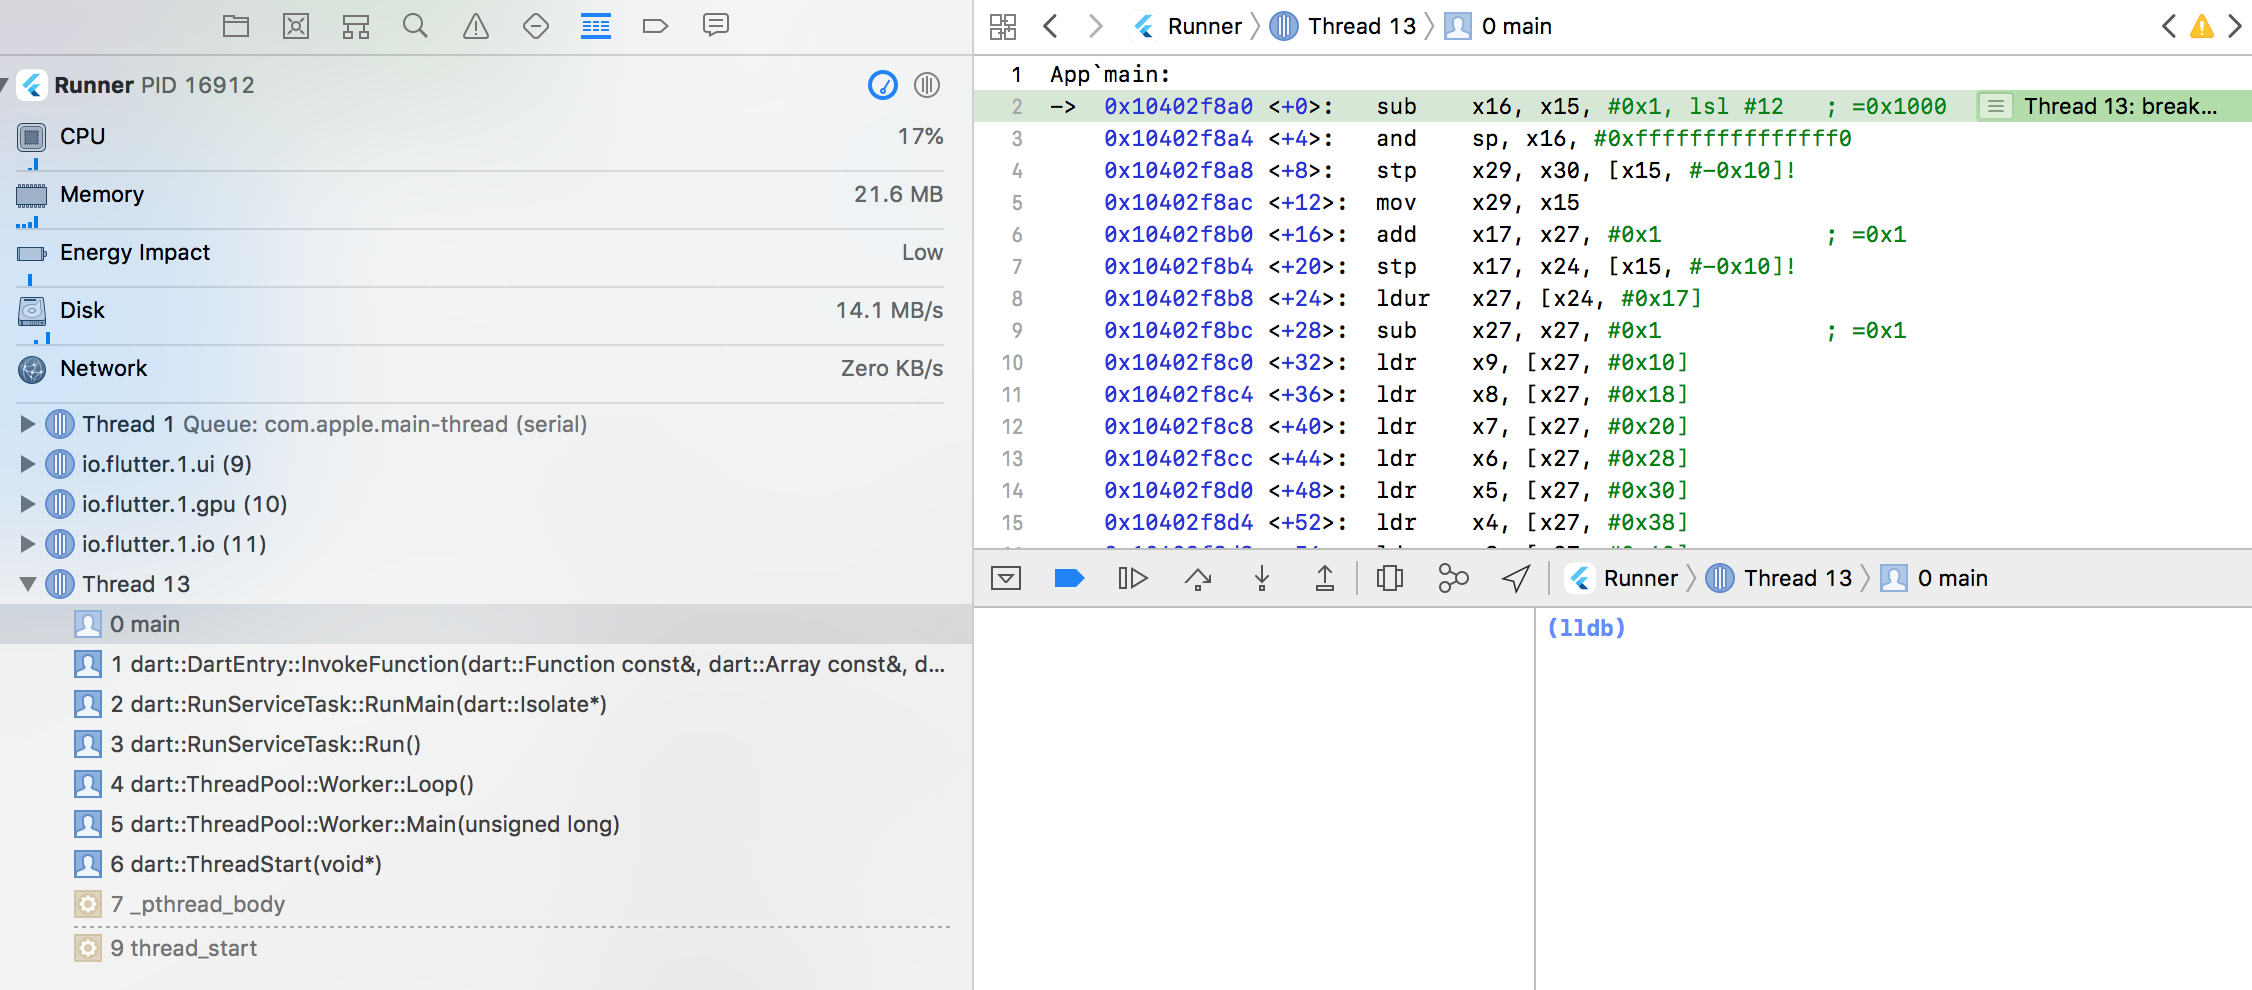 Runner PID 16912
CPU 17%
Memory 21.6 MB
Energy Impact Low
Disk 14.1 MB/s
Network Zero KB/s
Thread 1 Queue: com.apple.main-thread (serial)
io.flutter.1.ui (9)
io.flutter.1.gpu (10)
io.flutter.1.io (11)
Thread 13
0 main
1 dart::DartEntry::InvokeFunction(dart::Function const&, dart::Array const&, d...
2 dart::RunServiceTask::RunMain(dart::Isolate*)
3 dart::RunServiceTask::Run()
4 dart::ThreadPool::Worker::Loop()
5 dart::ThreadPool::Worker::Main(unsigned long)
6 dart::ThreadStart(void*)
7 _pthread_body
9 thread_start
Runner Thread 13 0 main
1 App`main:
2 -> 0x10402f8a0 <+0>: sub x16, x15, #0x1, lsl #12 ; =0x1000 Thread 13: break...
3 0x10402f8a4 <+4>: and sp, x16, #0xfffffffffffffff0
4 0x10402f8a8 <+8>: stp x29, x30, [x15, #-0x10]!
5 0x10402f8ac <+12>: mov x29, x15
6 0x10402f8b0 <+16>: add x17, x27, #0x1 ; =0x1
7 0x10402f8b4 <+20>: stp x17, x24, [x15, #-0x10]!
8 0x10402f8b8 <+24>: ldur x27, [x24, #0x17]
9 0x10402f8bc <+28>: sub x27, x27, #0x1 ; =0x1
10 0x10402f8c0 <+32>: ldr x9, [x27, #0x10]
11 0x10402f8c4 <+36>: ldr x8, [x27, #0x18]
12 0x10402f8c8 <+40>: ldr x7, [x27, #0x20]
13 0x10402f8cc <+44>: ldr x6, [x27, #0x28]
14 0x10402f8d0 <+48>: ldr x5, [x27, #0x30]
15 0x10402f8d4 <+52>: ldr x4, [x27, #0x38]
Runner Thread 13 0 main
(lldb)